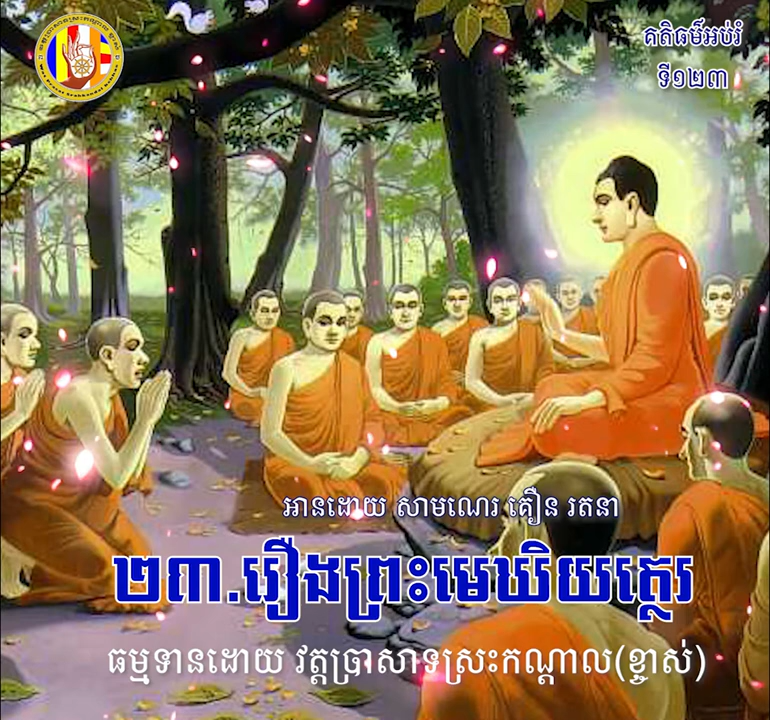 គតិធម៌អប់រំ
ទី១២៣
អានដោយ សាមណេរ គឿន រតនា
២៣.រឿងព្រះមេឃិយត្ថេរ
ធម្មទានដោយ វត្តប្រាសាទស្រះកណ្តាល(ខ្ចាស់)